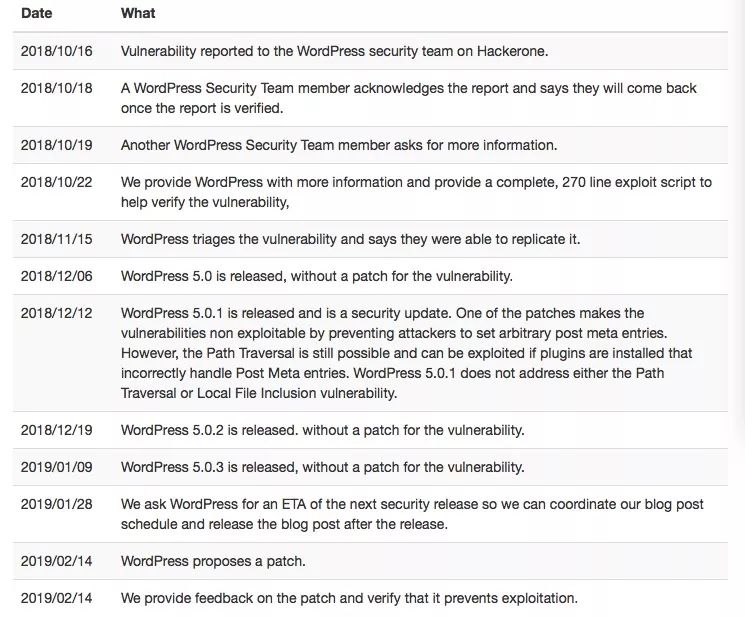 Date What
2018/10/16 Vulnerability reported to the WordPress security team on Hackerone.
2018/10/18 A WordPress Security Team member acknowledges the report and says they will come back
once the report is verified.
2018/10/19 Another WordPress Security Team member asks for more information.
2018/10/22 We provide WordPress with more information and provide a complete, 270 line exploit script to
help verify the vulnerability,
2018/11/15 WordPress triages the vulnerability and says they were able to replicate it.
2018/12/06 WordPress 5.0 is released, without a patch for the vulnerability.
2018/12/12 WordPress 5.0.1 is released and is a security update. One of the patches makes the
vulnerabilities non exploitable by preventing attackers to set arbitrary post meta entries.
However, the Path Traversal is still possible and can be exploited if plugins are installed that
incorrectly handle Post Meta entries. WordPress 5.0.1 does not address either the Path
Traversal or Local File Inclusion vulnerability.
2018/12/19 WordPress 5.0.2 is released. without a patch for the vulnerability.
2019/01/09 WordPress 5.0.3 is released, without a patch for the vulnerability.
2019/01/28 We ask WordPress for an ETA of the next security release so we can coordinate our blog post
schedule and release the blog post after the release.
2019/02/14 WordPress proposes a patch.
2019/02/14 We provide feedback on the patch and verify that it prevents exploitation.